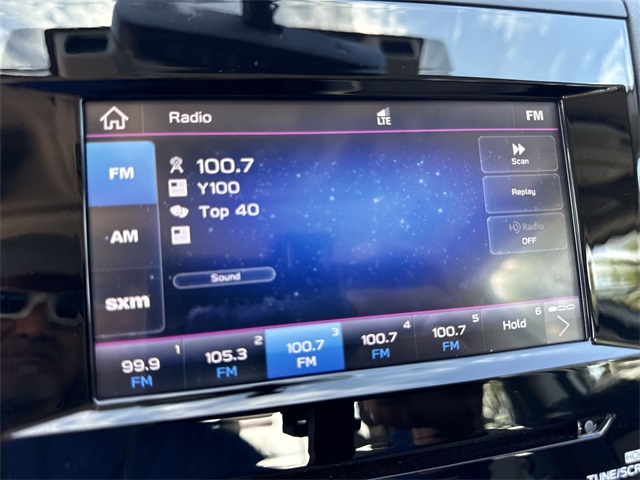 Radio
LTE
FM
FM
100.7
Scan
Y100
Replay
AM
Top 40
HD Radio
OFF
sxm
Sound
99.9 1
FM
105.3 2
FM
100.7 3
FM
100.7 4
FM
100.7 5
FM
Hold 6
TUNE/SCR